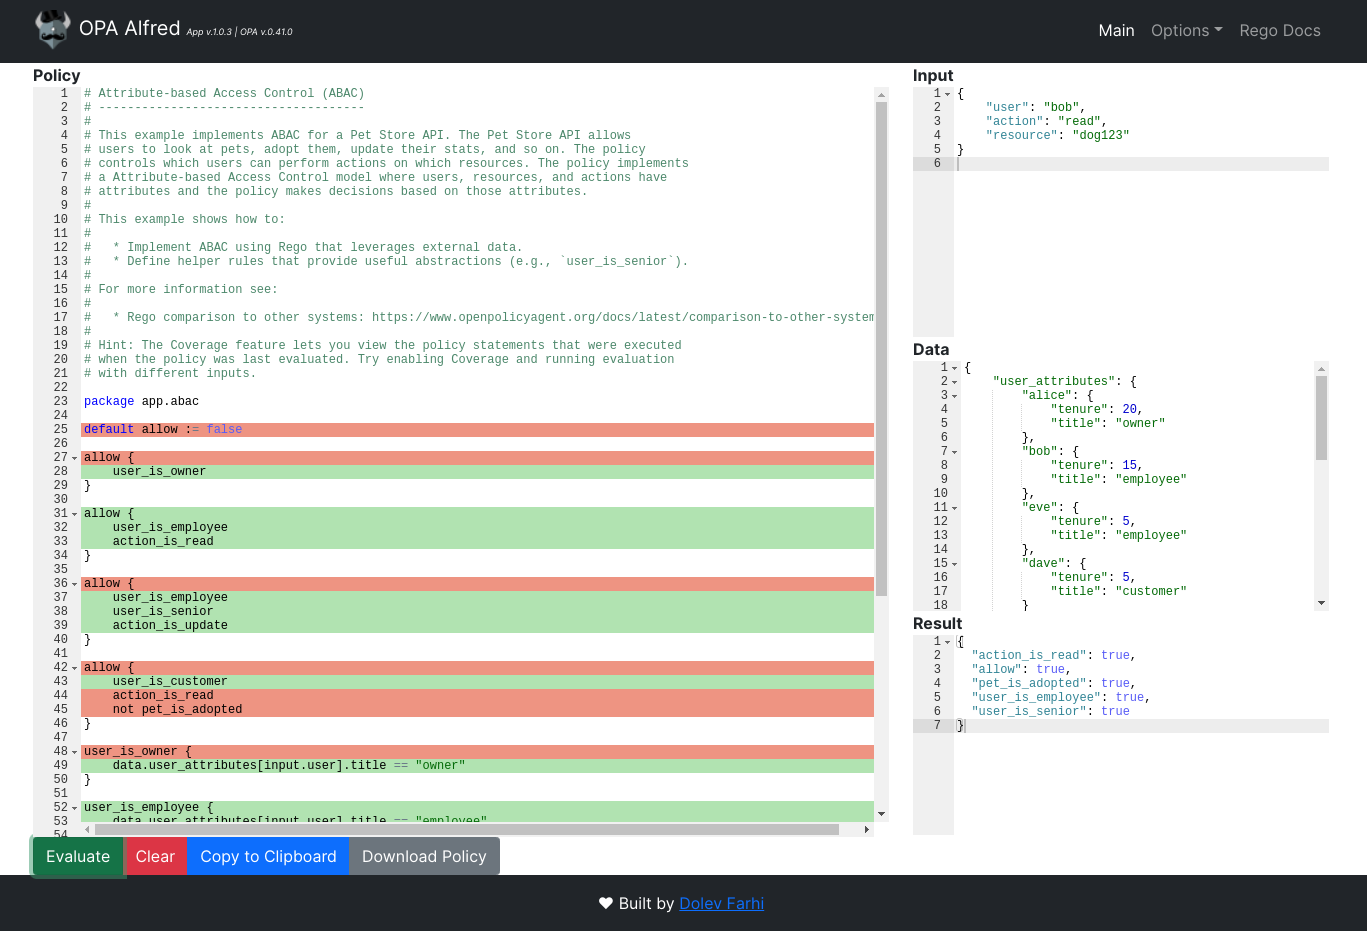 OPA Alfred App v.1.0.3 | OPA v.0.41.0
Main Options Rego Docs
Policy
1 # Attribute-based Access Control (ABAC)
2 # -------------------------------------
3 #
4 # This example implements ABAC for a Pet Store API. The Pet Store API allows
5 # users to look at pets, adopt them, update their stats, and so on. The policy
6 # controls which users can perform actions on which resources. The policy implements
7 # a Attribute-based Access Control model where users, resources, and actions have
8 # attributes and the policy makes decisions based on those attributes.
9 #
10 # This example shows how to:
11 #
12 #   * Implement ABAC using Rego that leverages external data.
13 #   * Define helper rules that provide useful abstractions (e.g., `user_is_senior`).
14 #
15 # For more information see:
16 #
17 #   * Rego comparison to other systems: https://www.openpolicyagent.org/docs/latest/comparison-to-other-system
18 #
19 # Hint: The Coverage feature lets you view the policy statements that were executed
20 # when the policy was last evaluated. Try enabling Coverage and running evaluation
21 # with different inputs.
22
23 package app.abac
24
25 default allow := false
26
27 allow {
28     user_is_owner
29 }
30
31 allow {
32     user_is_employee
33     action_is_read
34 }
35
36 allow {
37     user_is_employee
38     user_is_senior
39     action_is_update
40 }
41
42 allow {
43     user_is_customer
44     action_is_read
45     not pet_is_adopted
46 }
47
48 user_is_owner {
49     data.user_attributes[input.user].title == "owner"
50 }
51
52 user_is_employee {
53     data.user_attributes[input.user].title == "employee"
54
Input
1 {
2     "user": "bob",
3     "action": "read",
4     "resource": "dog123"
5 }
6
Data
1 {
2     "user_attributes": {
3         "alice": {
4             "tenure": 20,
5             "title": "owner"
6         },
7         "bob": {
8             "tenure": 15,
9             "title": "employee"
10         },
11         "eve": {
12             "tenure": 5,
13             "title": "employee"
14         },
15         "dave": {
16             "tenure": 5,
17             "title": "customer"
18         }
Result
1 {
2   "action_is_read": true,
3   "allow": true,
4   "pet_is_adopted": true,
5   "user_is_employee": true,
6   "user_is_senior": true
7 }
Evaluate Clear Copy to Clipboard Download Policy
♥ Built by Dolev Farhi